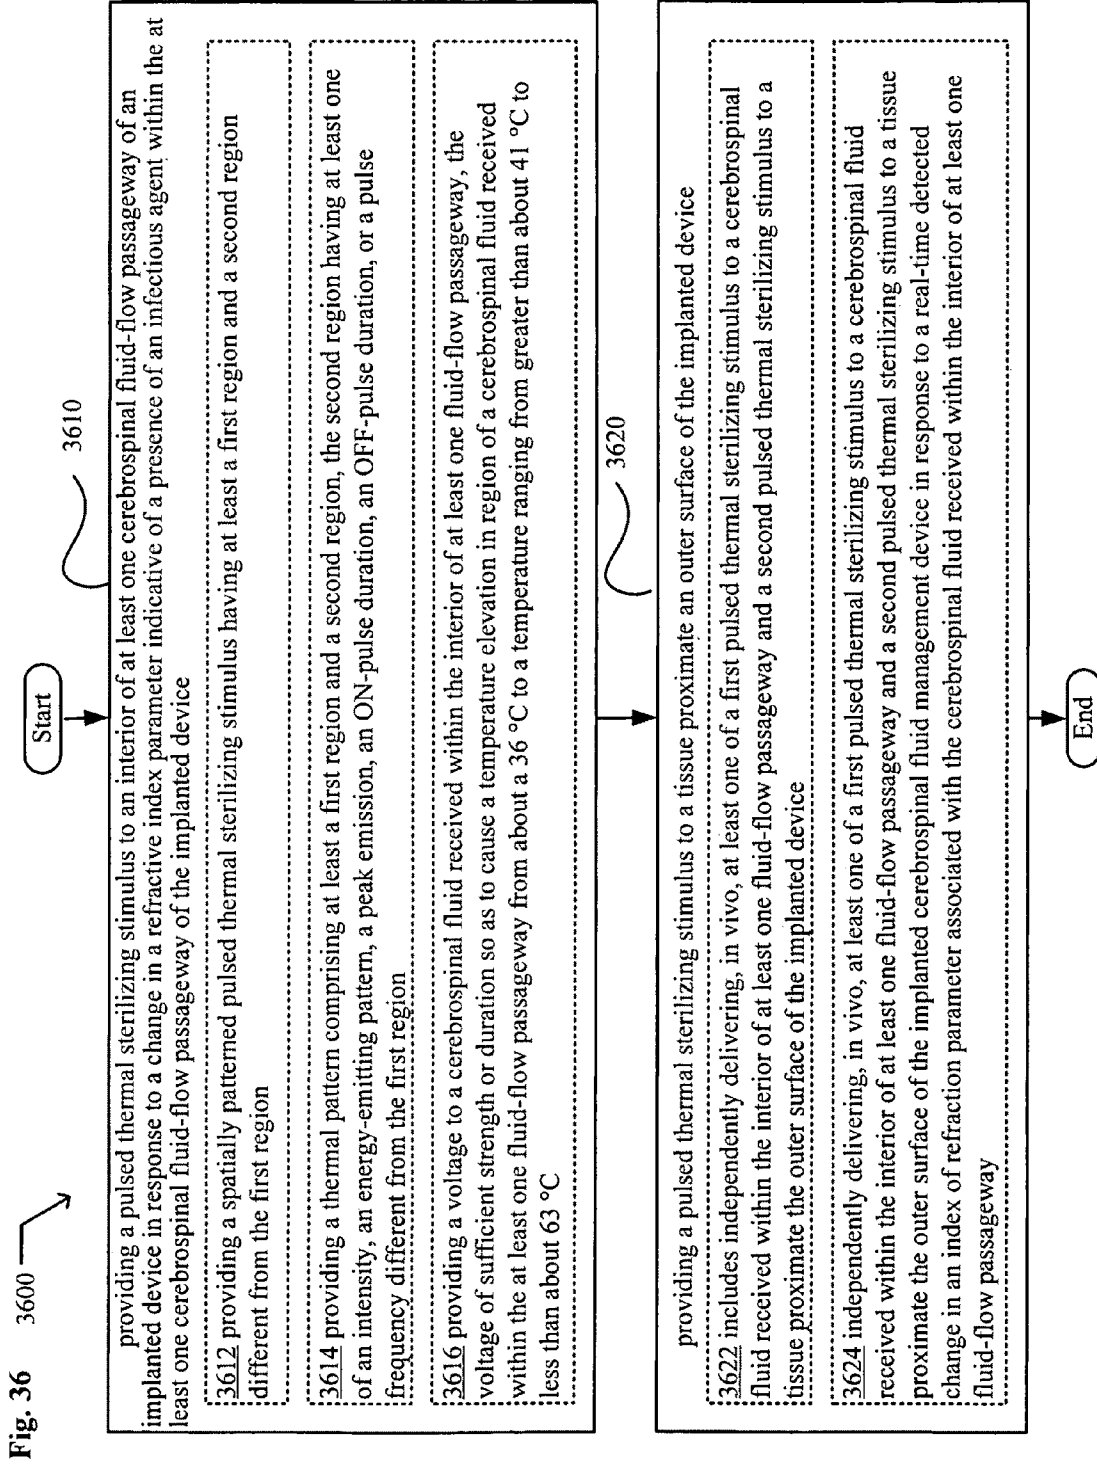 Fig. 36
3600
Start
3610
providing a pulsed thermal sterilizing stimulus to an interior of at least one cerebrospinal fluid-flow passageway of an
implanted device in response to a change in a refractive index parameter indicative of a presence of an infectious agent within the at
least one cerebrospinal fluid-flow passageway of the implanted device
3612 providing a spatially patterned pulsed thermal sterilizing stimulus having at least a first region and a second region
different from the first region
3614 providing a thermal pattern comprising at least a first region and a second region, the second region having at least one
of an intensity, an energy-emitting pattern, a peak emission, an ON-pulse duration, an OFF-pulse duration, or a pulse
frequency different from the first region
3616 providing a voltage to a cerebrospinal fluid received within the interior of at least one fluid-flow passageway, the
voltage of sufficient strength or duration so as to cause a temperature elevation in region of a cerebrospinal fluid received
within the at least one fluid-flow passageway from about a 36 °C to a temperature ranging from greater than about 41 °C to
less than about 63 °C
3620
providing a pulsed thermal sterilizing stimulus to a tissue proximate an outer surface of the implanted device
3622 includes independently delivering, in vivo, at least one of a first pulsed thermal sterilizing stimulus to a cerebrospinal
fluid received within the interior of at least one fluid-flow passageway and a second pulsed thermal sterilizing stimulus to a
tissue proximate the outer surface of the implanted device
3624 independently delivering, in vivo, at least one of a first pulsed thermal sterilizing stimulus to a cerebrospinal fluid
received within the interior of at least one fluid-flow passageway and a second pulsed thermal sterilizing stimulus to a tissue
proximate the outer surface of the implanted cerebrospinal fluid management device in response to a real-time detected
change in an index of refraction parameter associated with the cerebrospinal fluid received within the interior of at least one
fluid-flow passageway
End